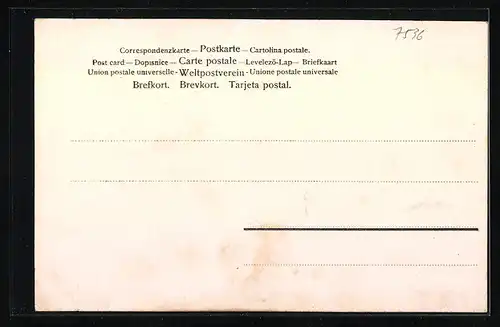 7536
Correspondenzkarte — Postkarte — Cartolina postale.
Post card — Dopisnice — Carte postale — Levelező-Lap — Briefkaart
Union postale universelle - Weltpostverein - Unione postale universale
Brefkort. Brevkort. Tarjeta postal.